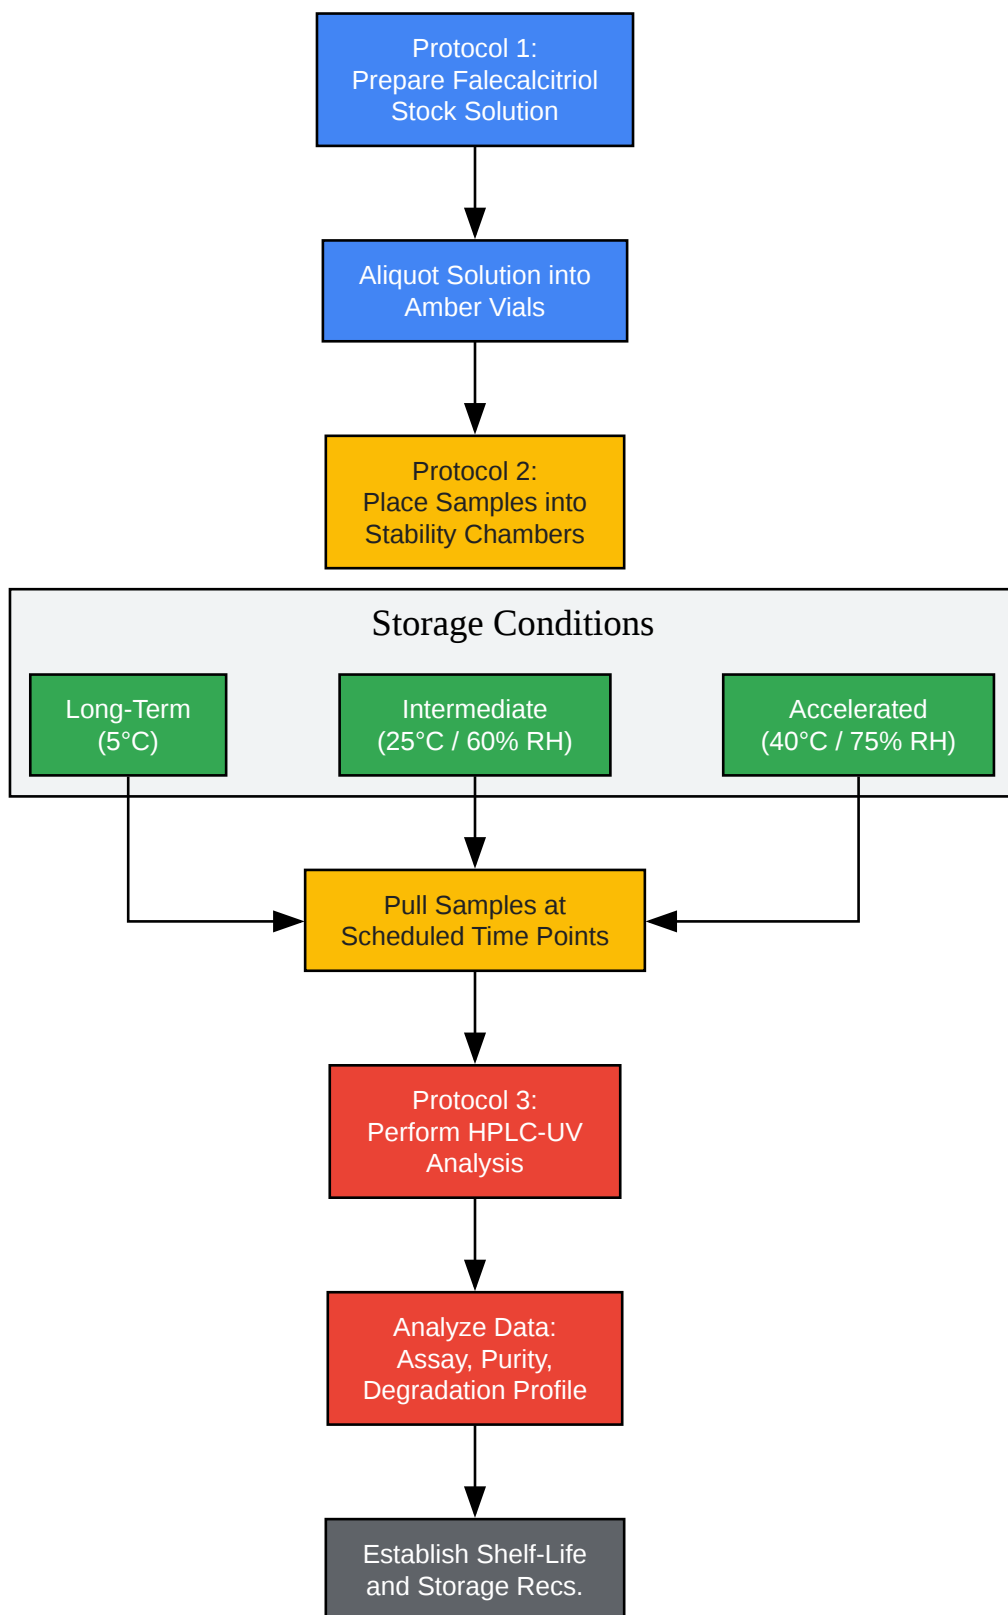 Protocol 1:
Prepare Falecalcitriol
Stock Solution
Aliquot Solution into
Amber Vials
Protocol 2:
Place Samples into
Stability Chambers
Storage Conditions
Long-Term
(5°C)
Intermediate
(25°C / 60% RH)
Accelerated
(40°C / 75% RH)
Pull Samples at
Scheduled Time Points
Protocol 3:
Perform HPLC-UV
Analysis
Analyze Data:
Assay, Purity,
Degradation Profile
Establish Shelf-Life
and Storage Recs.